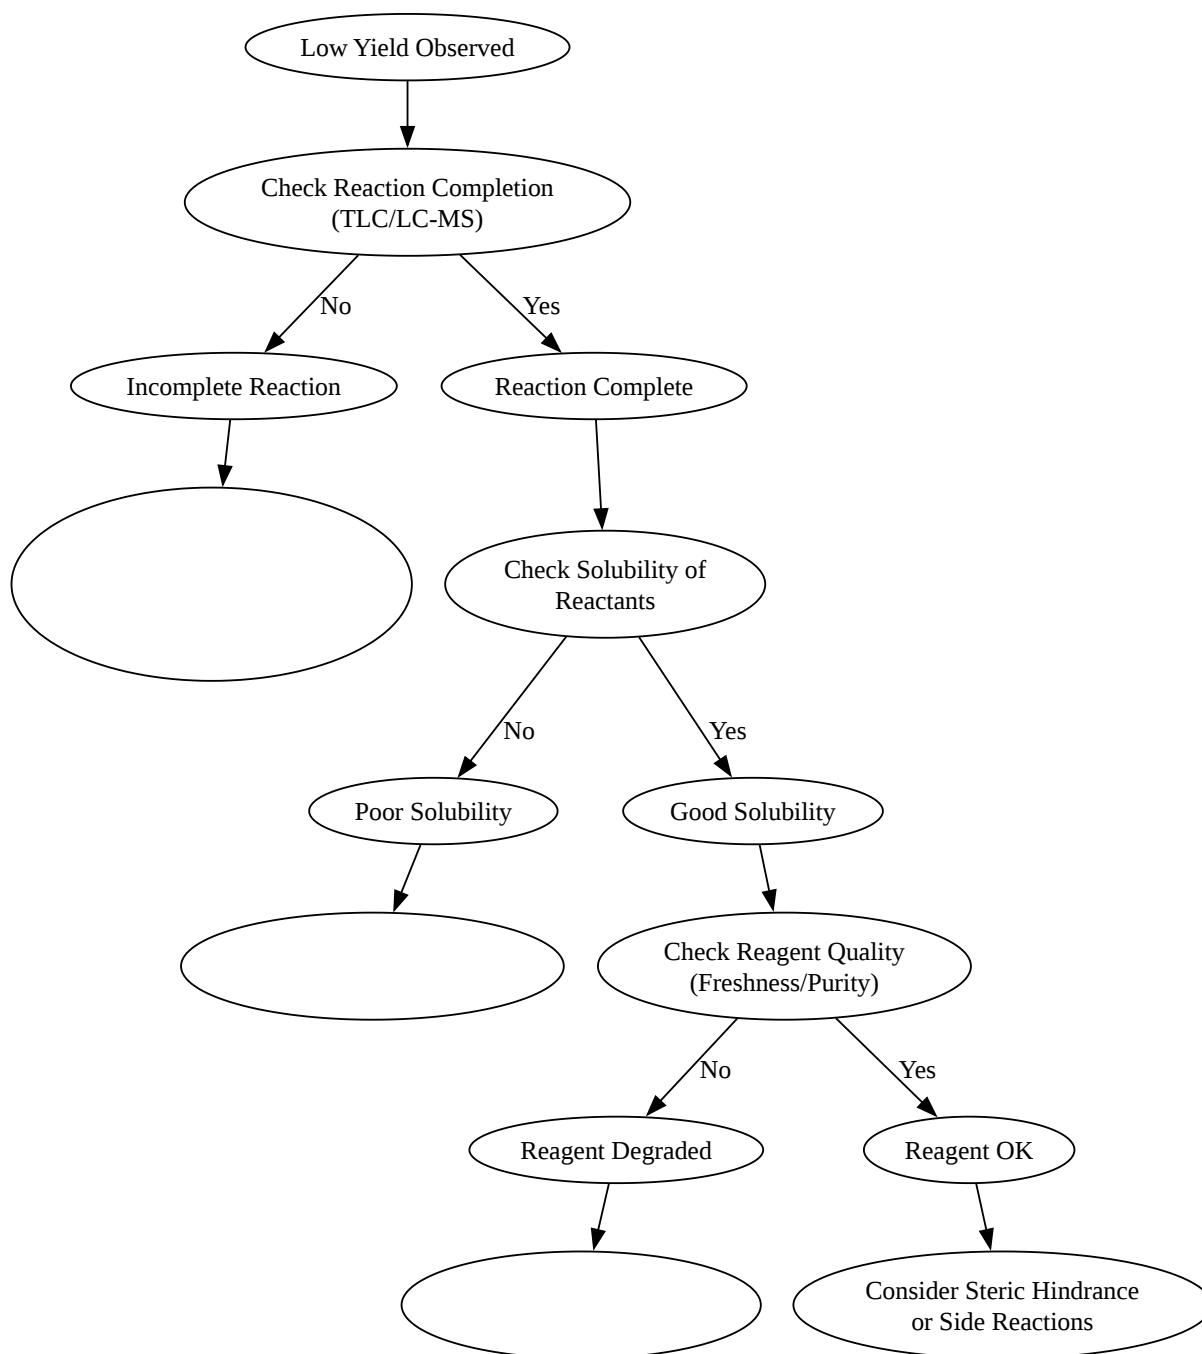 Low Yield Observed
Check Reaction Completion
(TLC/LC-MS)
No
Yes
Incomplete Reaction
Reaction Complete
Check Solubility of
Reactants
No
Yes
Poor Solubility
Good Solubility
Check Reagent Quality
(Freshness/Purity)
No
Yes
Reagent Degraded
Reagent OK
Consider Steric Hindrance
or Side Reactions